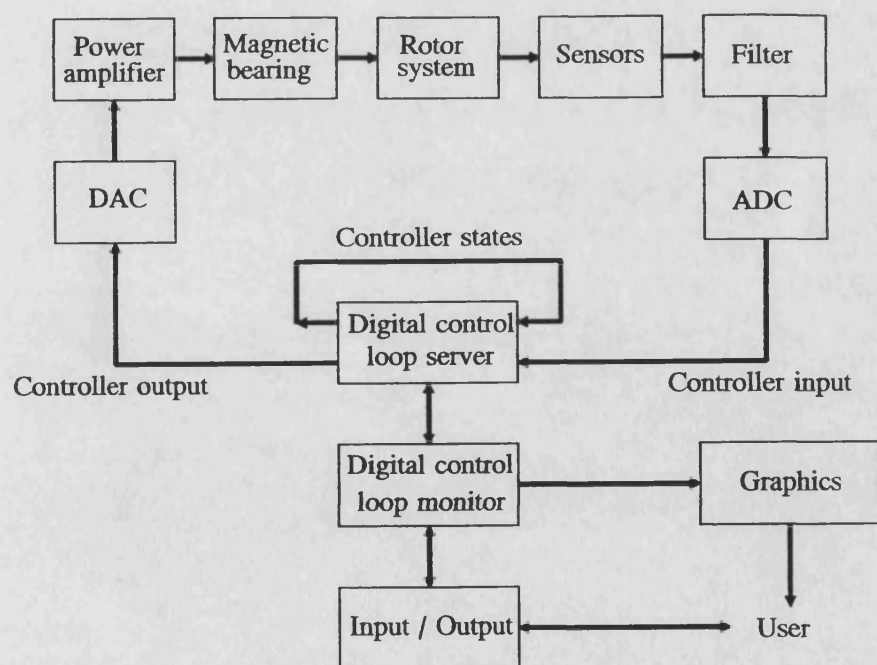 Power
amplifier
Magnetic
bearing
Rotor
system
Sensors
Filter
DAC
ADC
Controller states
Digital control
loop server
Controller output
Controller input
Digital control
loop monitor
Graphics
Input / Output
User